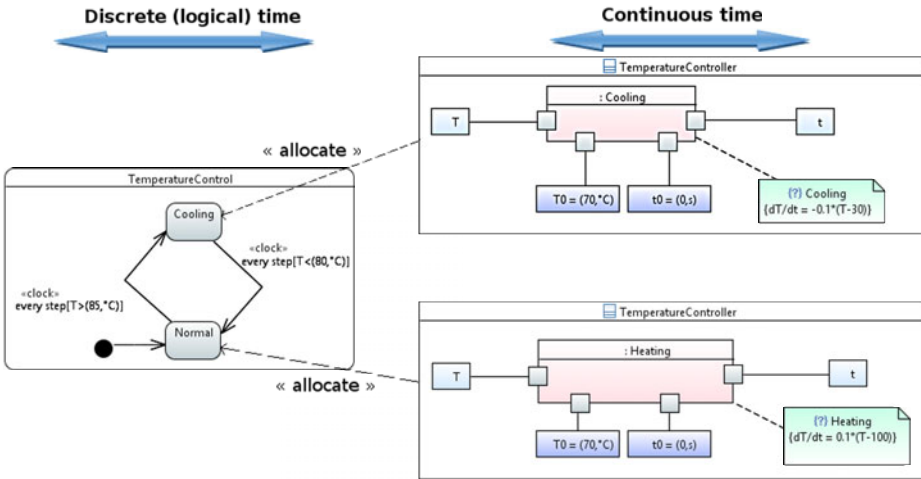 Discrete (logical) time
Continuous time
TemperatureController
: Cooling
T
t
« allocate »
T0 = (70,°C)
t0 = (0,s)
{?} Cooling
{dT/dt = -0.1*(T-30)}
TemperatureControl
Cooling
«clock»
every step[T<(80,°C)]
«clock»
every step[T>(85,°C)]
Normal
« allocate »
TemperatureController
: Heating
T
t
T0 = (70,°C)
t0 = (0,s)
{?} Heating
{dT/dt = 0.1*(T-100)}